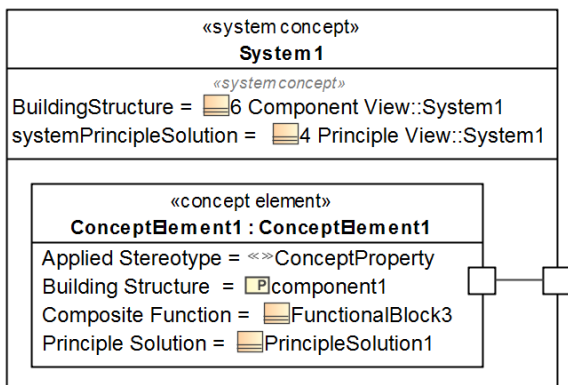 «system concept»
System1
«system concept»
BuildingStructure = 6 Component View::System1
systemPrincipleSolution = 4 Principle View::System1
«concept element»
ConceptElement1 : ConceptElement1
Applied Stereotype = «»ConceptProperty
Building Structure = P component1
Composite Function = FunctionalBlock3
Principle Solution = PrincipleSolution1